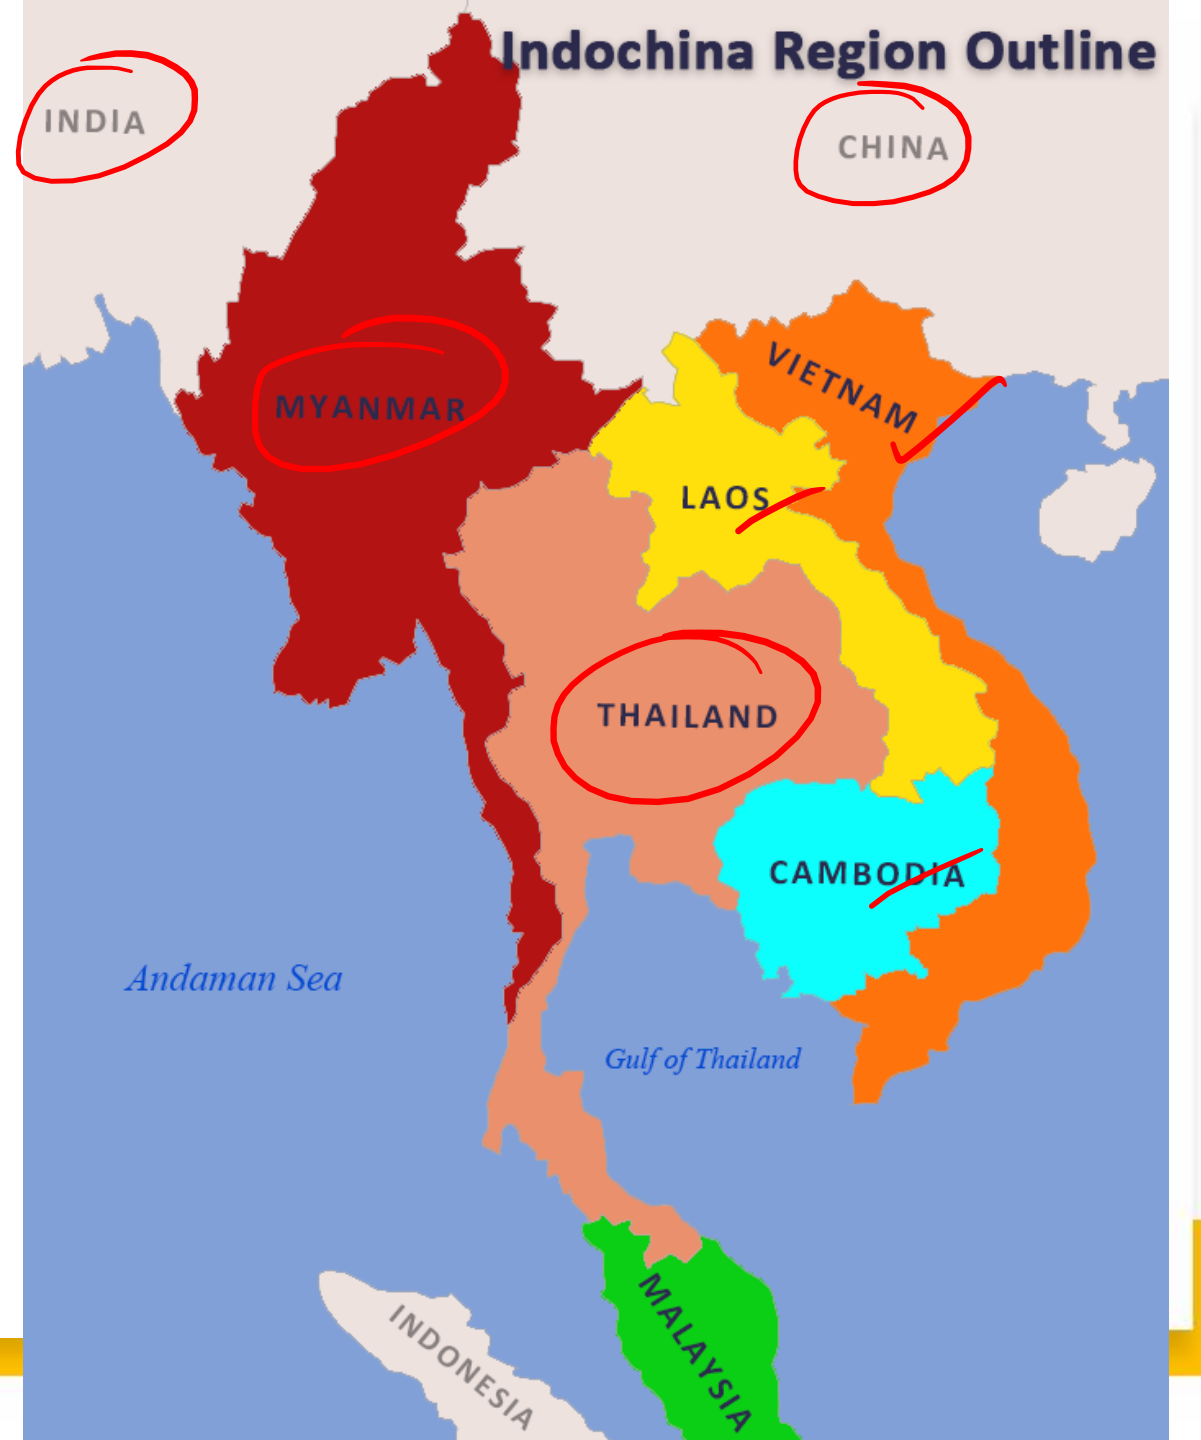 Indochina Region Outline
INDIA
CHINA
MYANMAR
VIETNAM
LAOS
THAILAND
CAMBODIA
Andaman Sea
Gulf of Thailand
MALAYSIA
INDONESIA